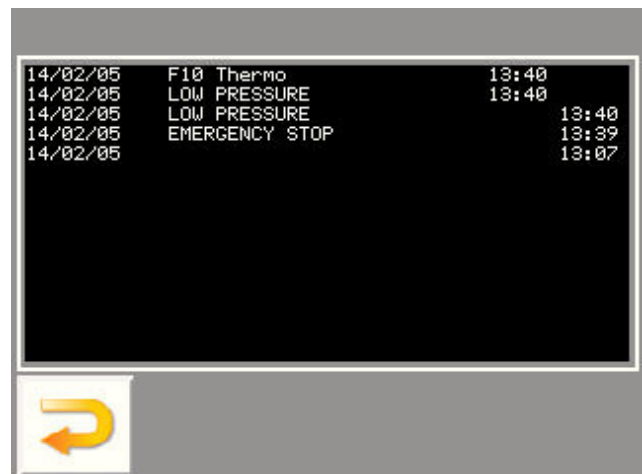 14/02/05 F10 Thermo 13:40
14/02/05 LOW PRESSURE 13:40
14/02/05 LOW PRESSURE 13:40
14/02/05 EMERGENCY STOP 13:39
14/02/05 13:07